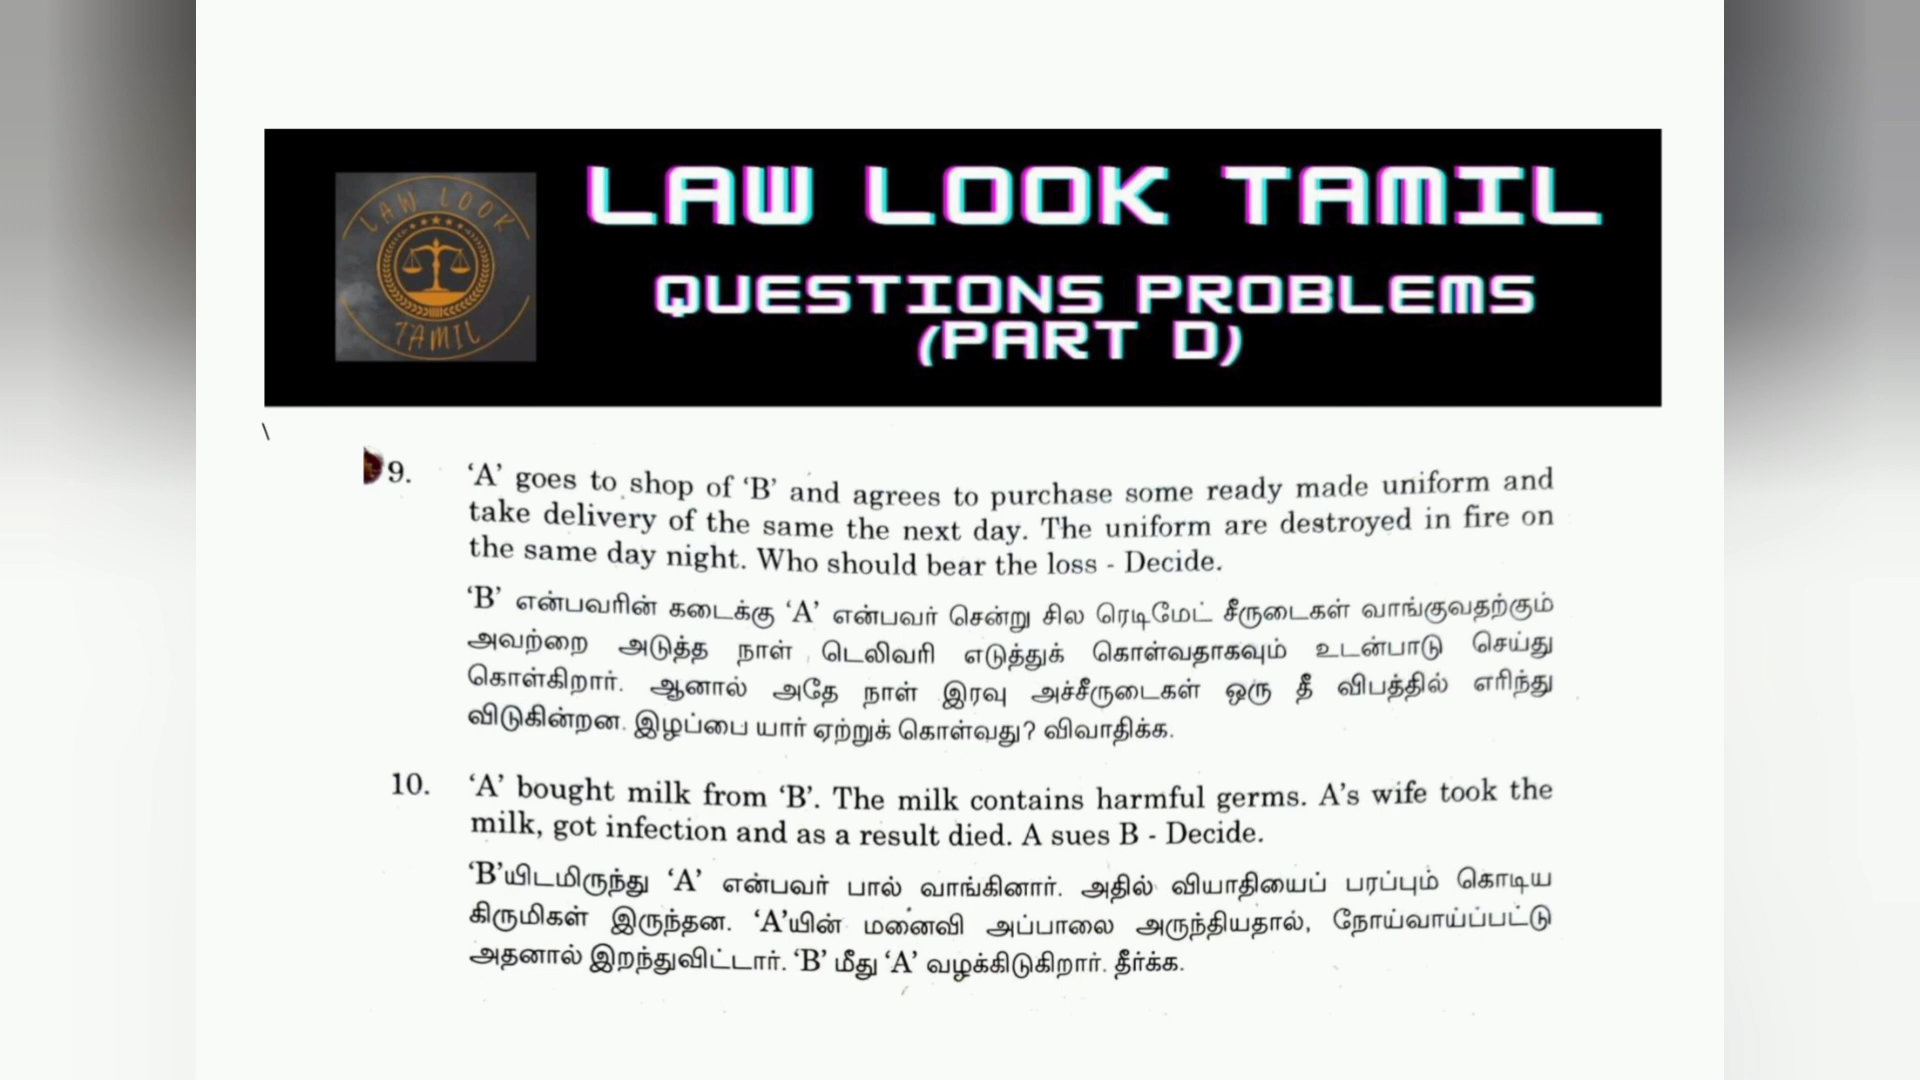 LAW LOOK TAMIL
LAW LOOK
TAMIL
QUESTIONS PROBLEMS
(PART D)
9. ‘A’ goes to shop of ‘B’ and agrees to purchase some ready made uniform and
take delivery of the same the next day. The uniform are destroyed in fire on
the same day night. Who should bear the loss - Decide.
‘B’ என்பவரின் கடைக்கு ‘A’ என்பவர் சென்று சில ரெடிமேட் சீருடைகள் வாங்குவதற்கும்
அவற்றை அடுத்த நாள் டெலிவரி எடுத்துக் கொள்வதாகவும் உடன்பாடு செய்து
கொள்கிறார். ஆனால் அதே நாள் இரவு அச்சீருடைகள் ஒரு தீ விபத்தில் எரிந்து
விடுகின்றன. இழப்பை யார் ஏற்றுக் கொள்வது? விவாதிக்க.
10. ‘A’ bought milk from ‘B’. The milk contains harmful germs. A’s wife took the
milk, got infection and as a result died. A sues B - Decide.
‘B’யிடமிருந்து ‘A’ என்பவர் பால் வாங்கினார். அதில் வியாதியைப் பரப்பும் கொடிய
கிருமிகள் இருந்தன. ‘A’யின் மனைவி அப்பாலை அருந்தியதால், நோய்வாய்ப்பட்டு
அதனால் இறந்துவிட்டார். ‘B’ மீது ‘A’ வழக்கிடுகிறார். தீர்க்க.